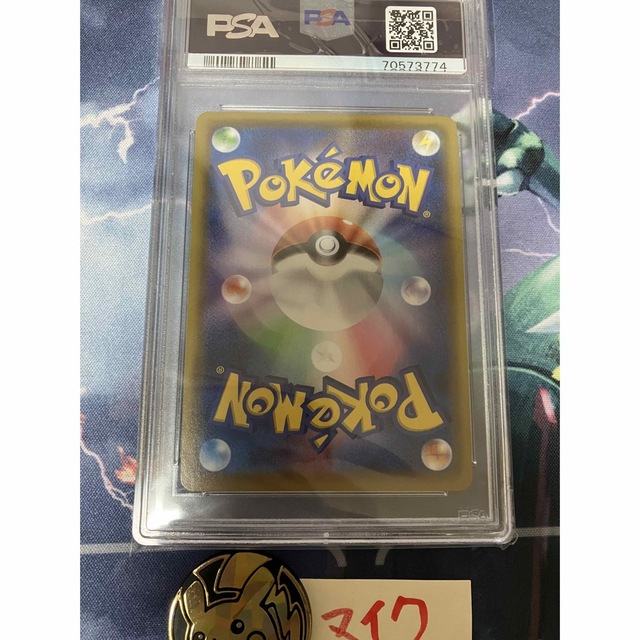 PSA PSA
70573774
POKéMON®
POKéMON®
PSA
マイク